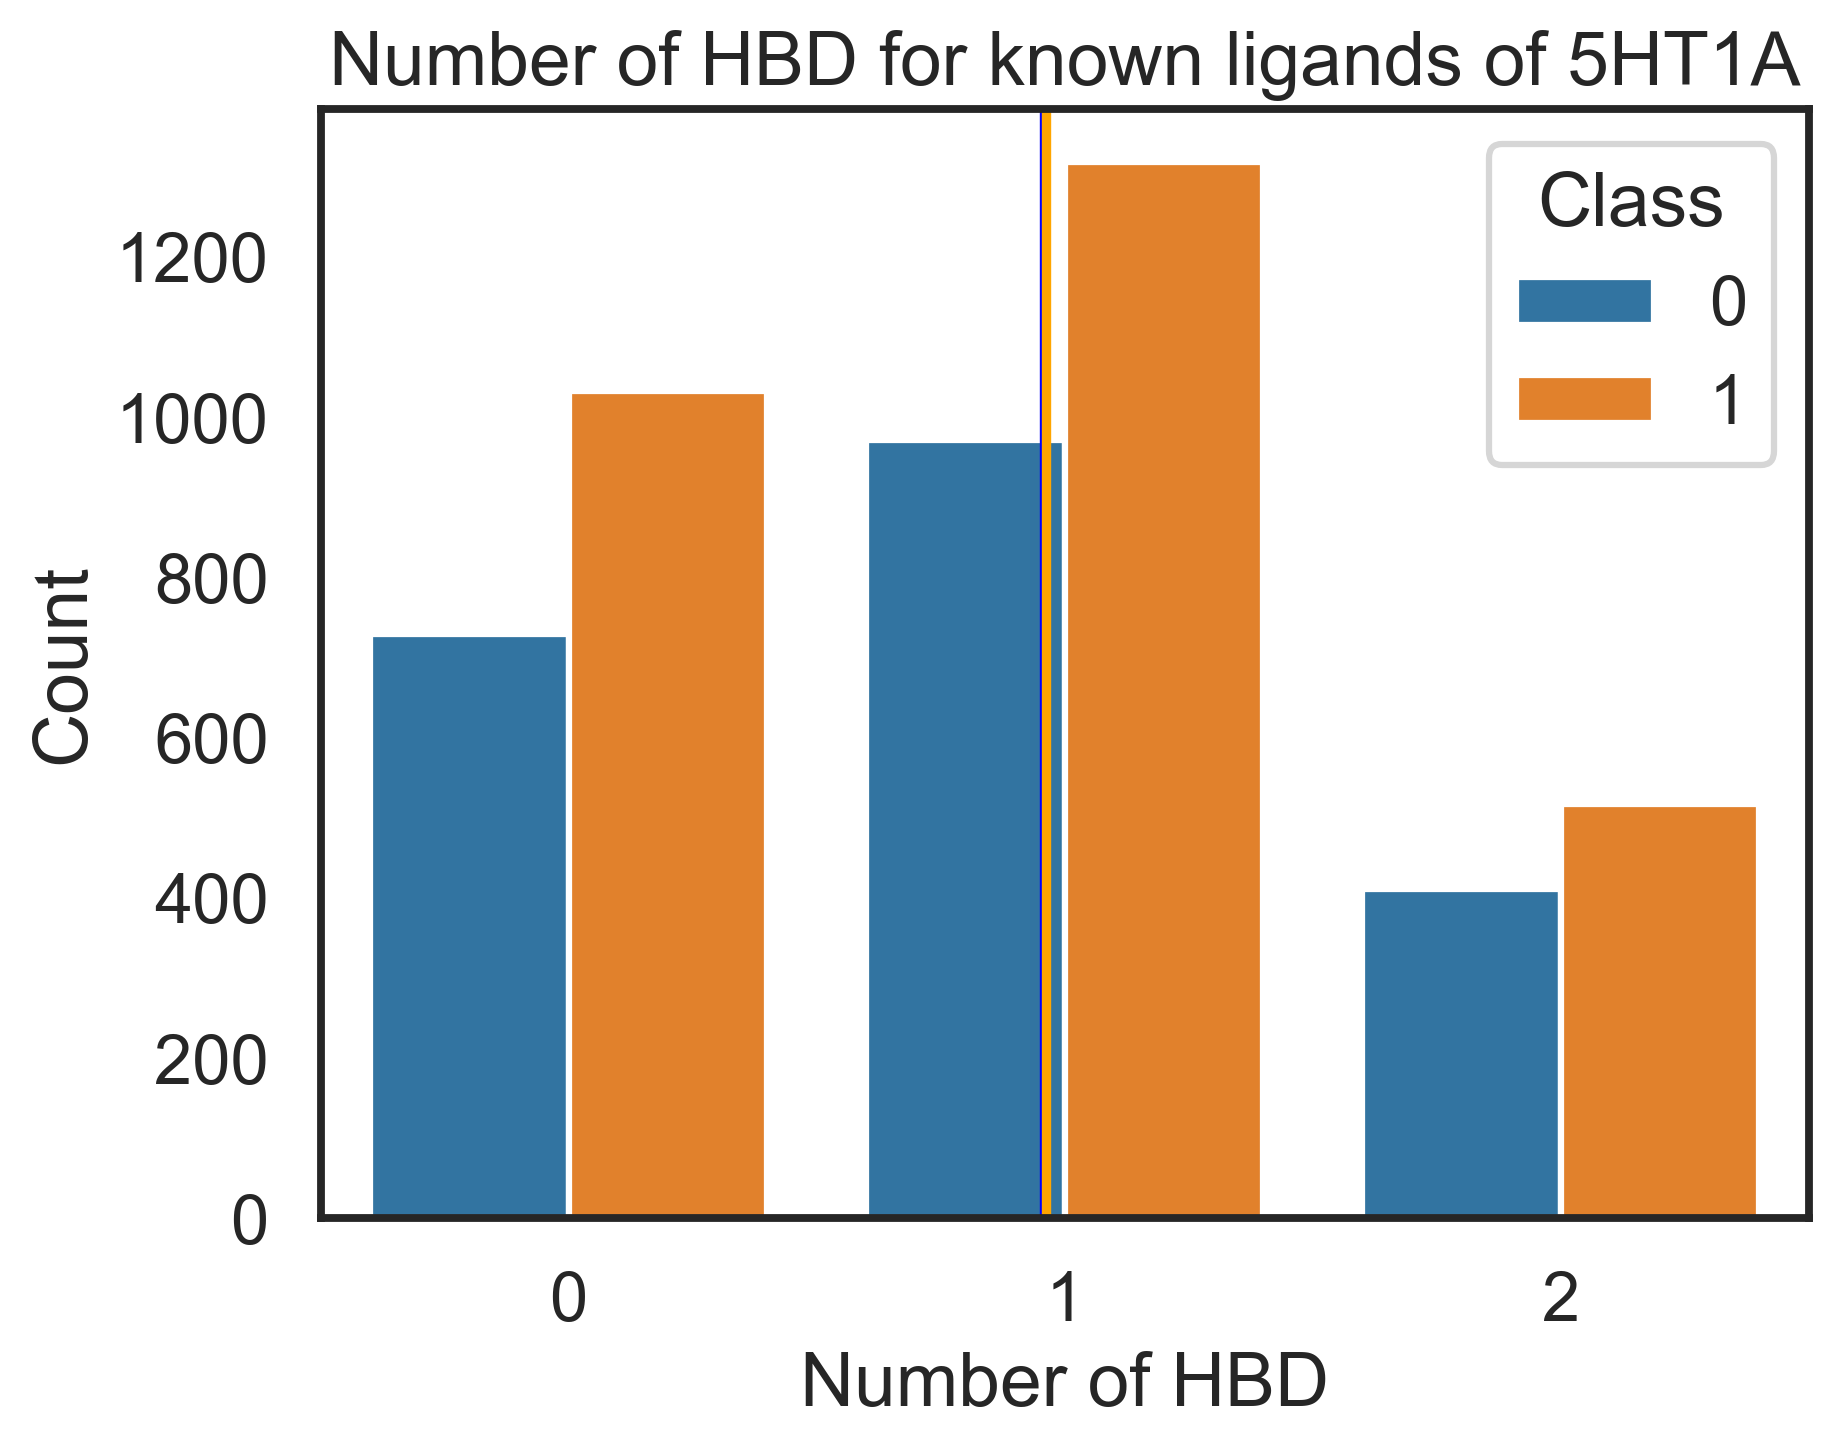 Number of HBD for known ligands of 5HT1A
Class
0
1
1200
1000
800
600
400
200
0
Count
0 1 2
Number of HBD